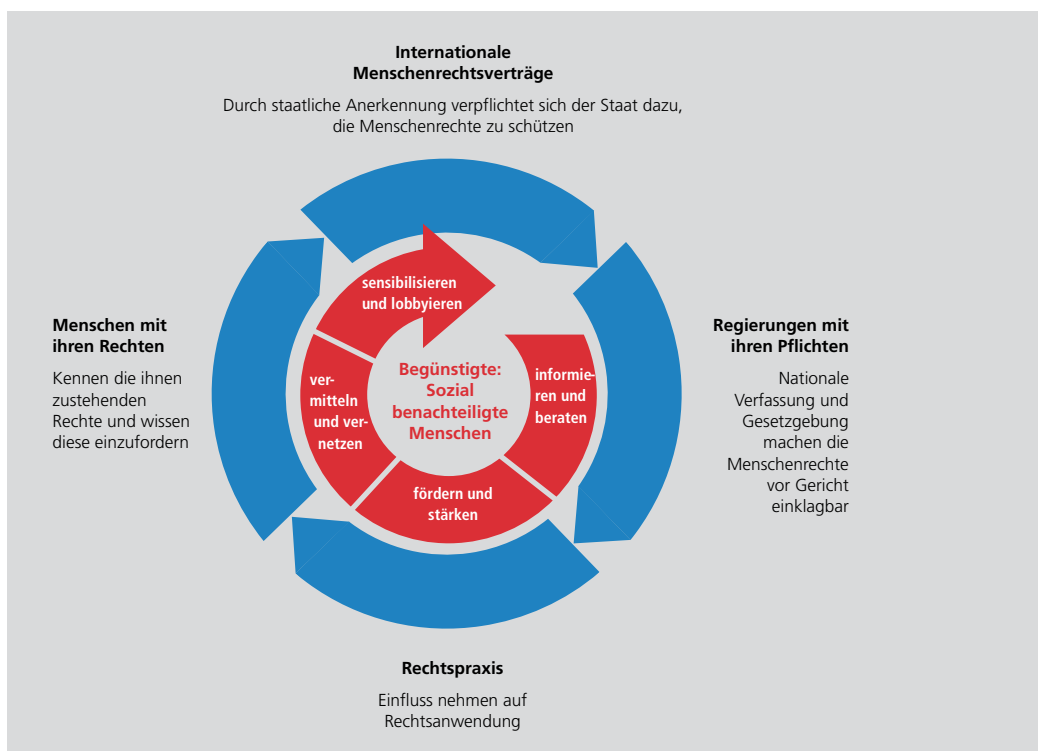 Internationale
Menschenrechtsverträge
Durch staatliche Anerkennung verpflichtet sich der Staat dazu,
die Menschenrechte zu schützen
sensibilisieren
und lobbyieren
Menschen mit
ihren Rechten
Kennen die ihnen
zustehenden
Rechte und wissen
diese einzufordern
ver-
mitteln
und ver-
netzen
Begünstigte:
Sozial
benachteiligte
Menschen
informie-
ren und
beraten
Regierungen mit
ihren Pflichten
Nationale
Verfassung und
Gesetzgebung
machen die
Menschenrechte
vor Gericht
einklagbar
fördern und
stärken
Rechtspraxis
Einfluss nehmen auf
Rechtsanwendung